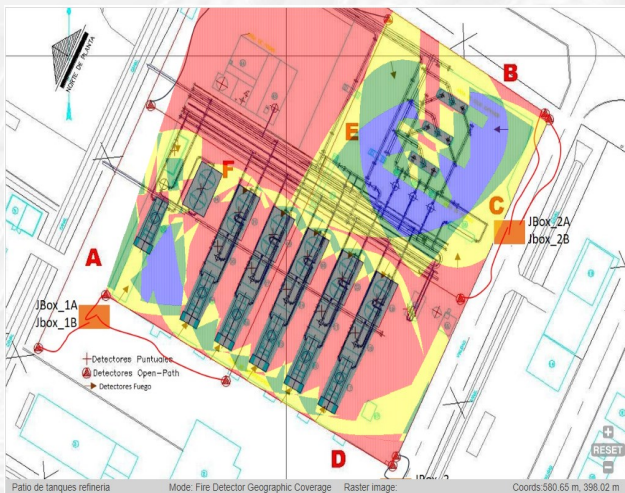 NORTE DE PLANTA
B
E
F
C
JBox_2A
Jbox_2B
A
JBox_1A
Jbox_1B
Detectores Puntuales
Detectores Open-Path
Detectores Fuego
D
RESET
Patio de tanques refineria Mode: Fire Detector Geographic Coverage Raster image: Coords:580.65 m, 398.02 m